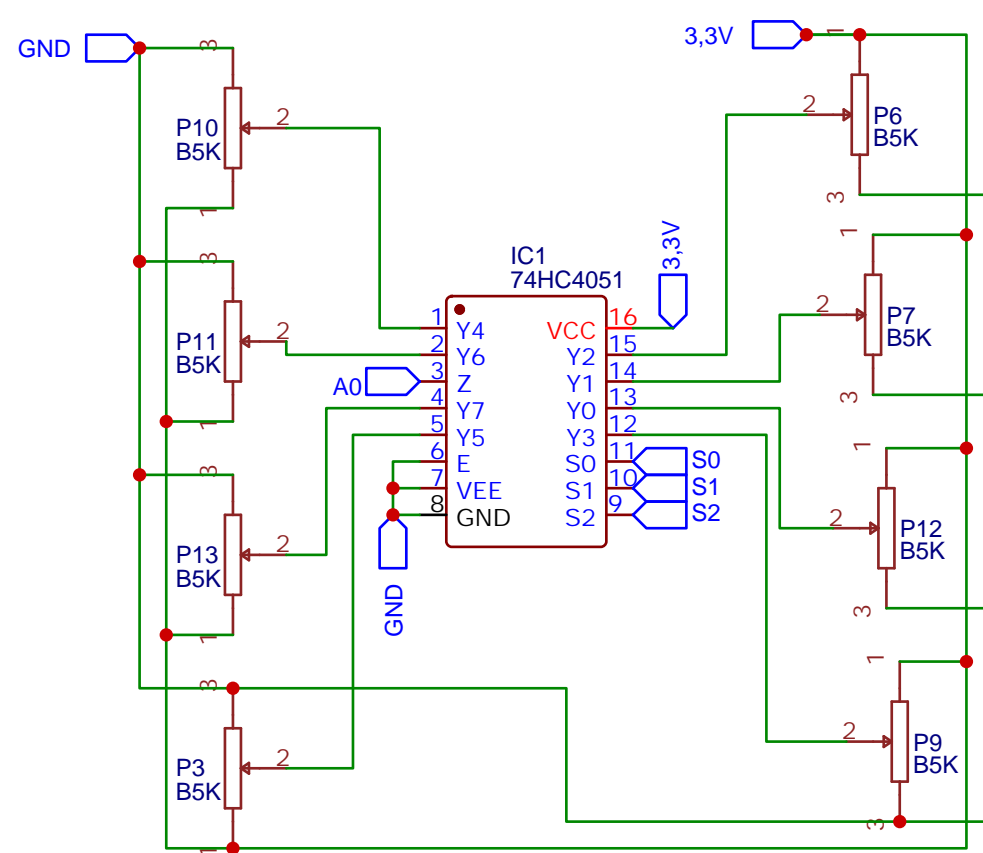 GND
3
P10
B5K
2
1
3
P11
B5K
2
1
3
P13
B5K
2
1
3
P3
B5K
2
1
IC1
74HC4051
1
Y4
2
Y6
A0
3
Z
4
Y7
5
Y5
6
E
7
VEE
8
GND
GND
3,3V
16
VCC
15
Y2
14
Y1
13
Y0
12
Y3
11
S0
S0
10
S1
S1
9
S2
S2
3,3V
1
2
P6
B5K
3
1
2
P7
B5K
3
1
2
P12
B5K
3
1
2
P9
B5K
3